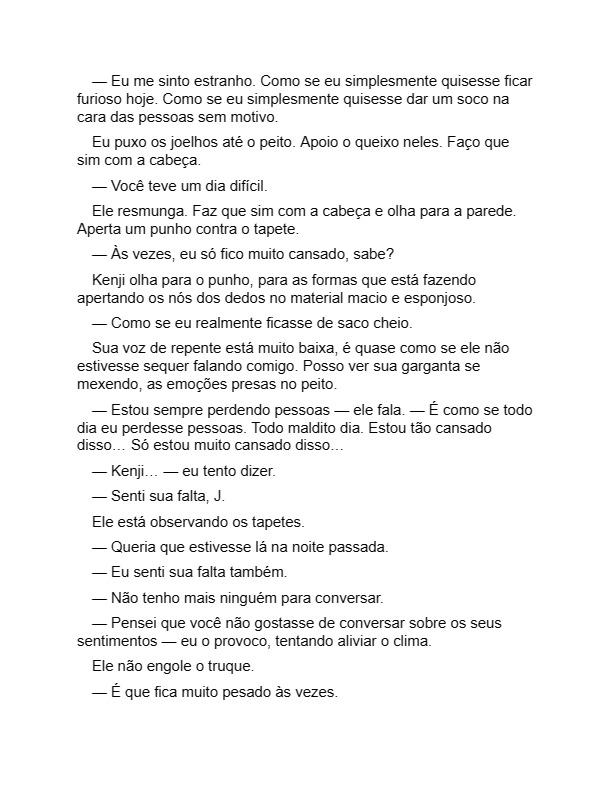 — Eu me sinto estranho. Como se eu simplesmente quisesse ficar
furioso hoje. Como se eu simplesmente quisesse dar um soco na
cara das pessoas sem motivo.
Eu puxo os joelhos até o peito. Apoio o queixo neles. Faço que
sim com a cabeça.
— Você teve um dia difícil.
Ele resmunga. Faz que sim com a cabeça e olha para a parede.
Aperta um punho contra o tapete.
— Às vezes, eu só fico muito cansado, sabe?
Kenji olha para o punho, para as formas que está fazendo
apertando os nós dos dedos no material macio e esponjoso.
— Como se eu realmente ficasse de saco cheio.
Sua voz de repente está muito baixa, é quase como se ele não
estivesse sequer falando comigo. Posso ver sua garganta se
mexendo, as emoções presas no peito.
— Estou sempre perdendo pessoas — ele fala. — É como se todo
dia eu perdesse pessoas. Todo maldito dia. Estou tão cansado
disso… Só estou muito cansado disso…
— Kenji… — eu tento dizer.
— Senti sua falta, J.
Ele está observando os tapetes.
— Queria que estivesse lá na noite passada.
— Eu senti sua falta também.
— Não tenho mais ninguém para conversar.
— Pensei que você não gostasse de conversar sobre os seus
sentimentos — eu o provoco, tentando aliviar o clima.
Ele não engole o truque.
— É que fica muito pesado às vezes.